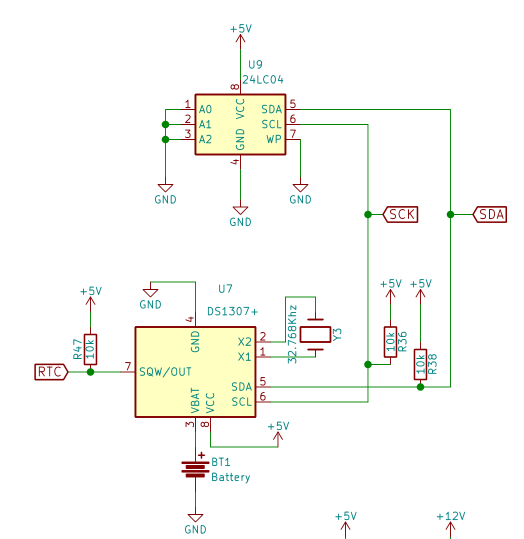 +5V
U9
24LC04
8
VCC
1 A0 SDA 5
2 A1 SCL 6
3 A2 GND WP 7
4
GND GND GND
SCK SDA
+5V U7 +5V +5V
GND
DS1307+
4
GND
32.768Khz
Y3
R47 10k
R36 10k
R38 10k
X2 2
X1 1
RTC 7 SQW/OUT
SDA 5
SCL 6
VBAT VCC
3 8
+5V
+
BT1
Battery
GND
+5V +12V